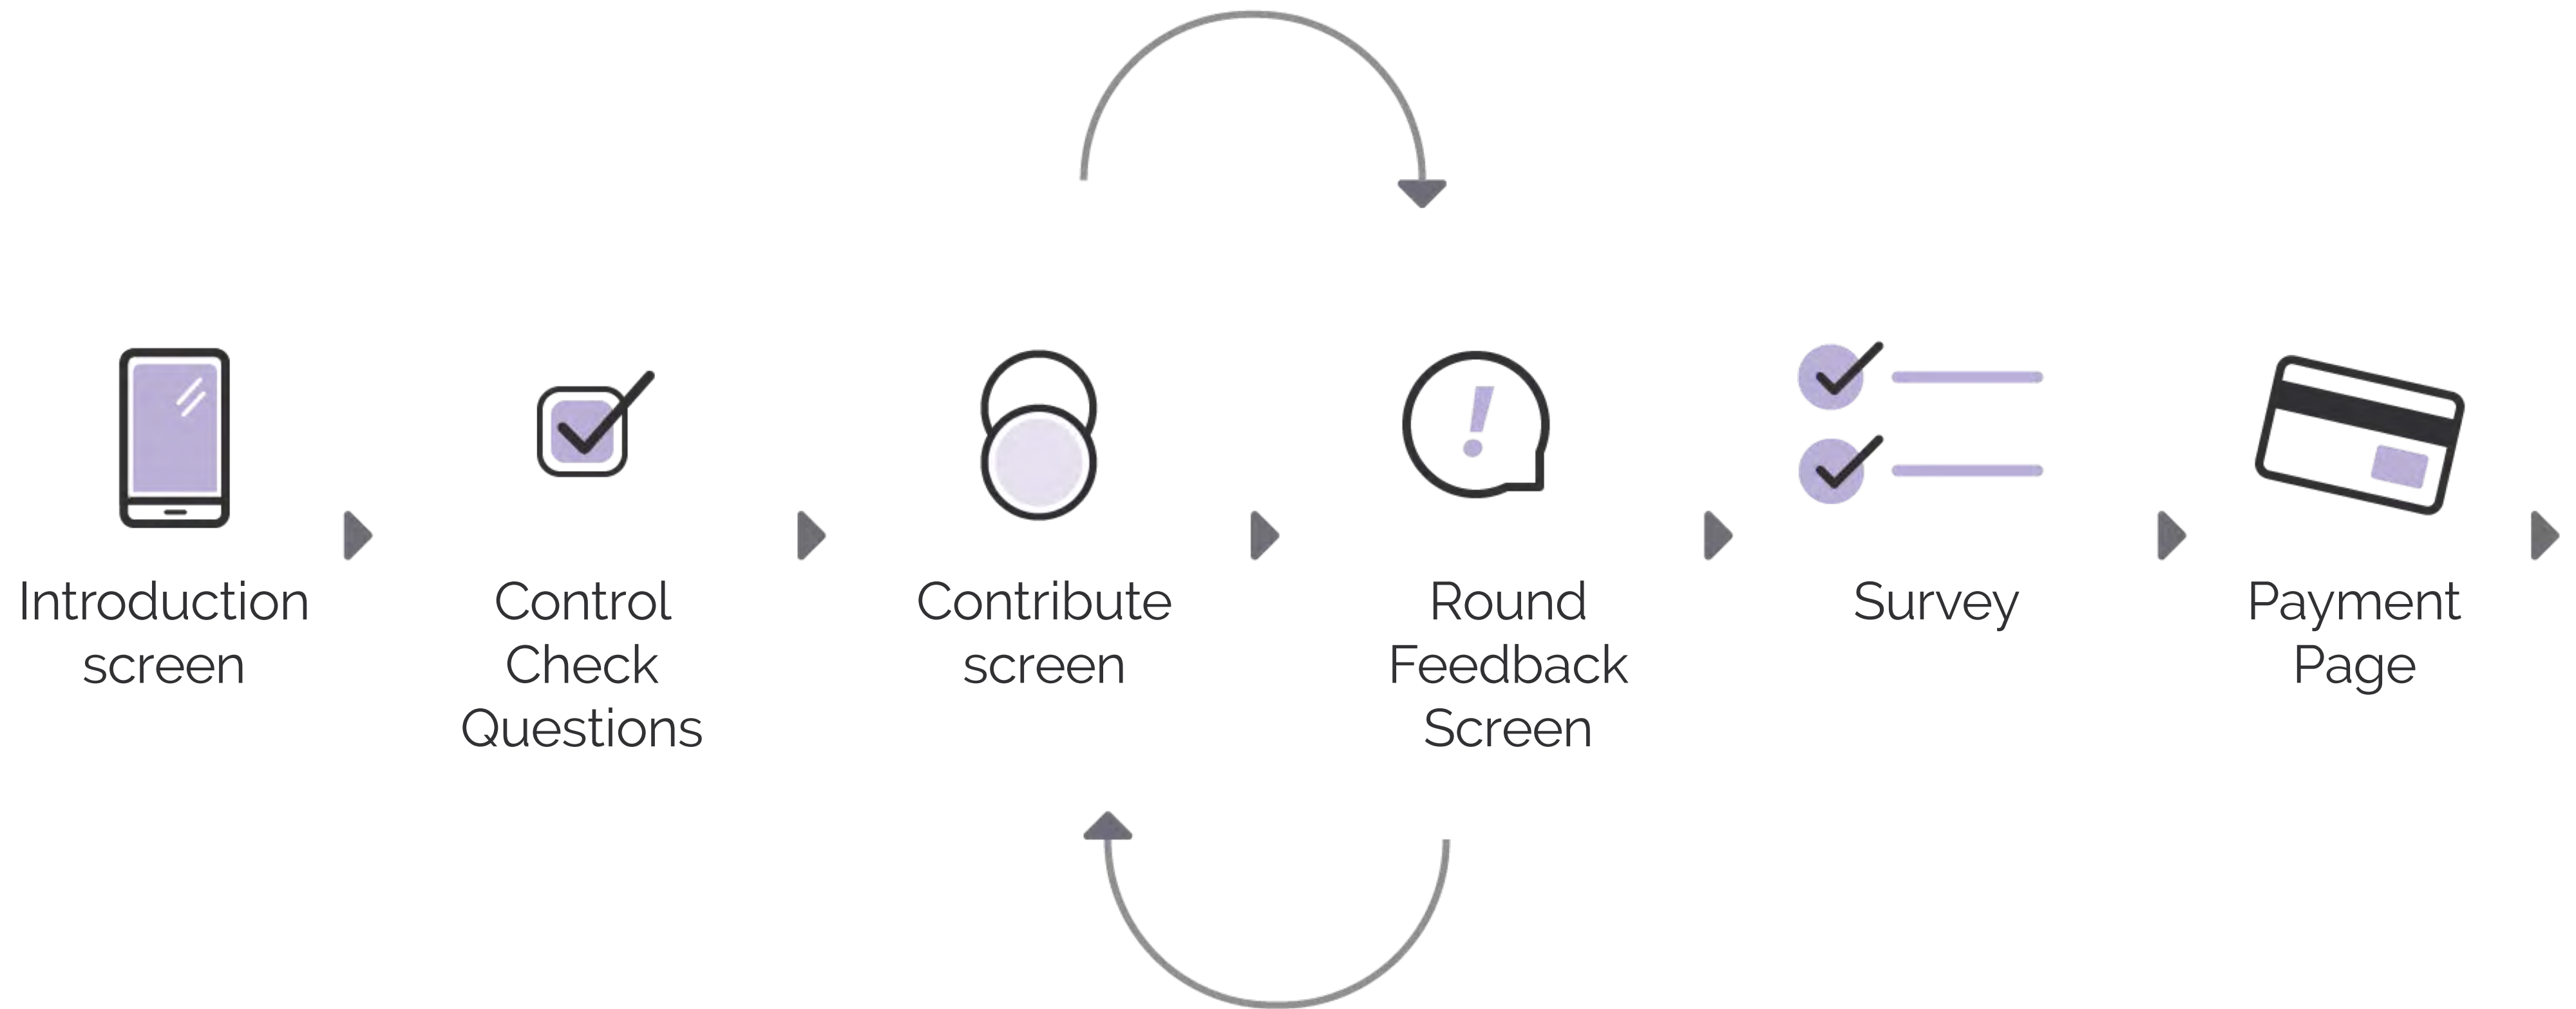 Introduction
screen
Control
Check
Questions
Contribute
screen
Round
Feedback
Screen
Survey
Payment
Page